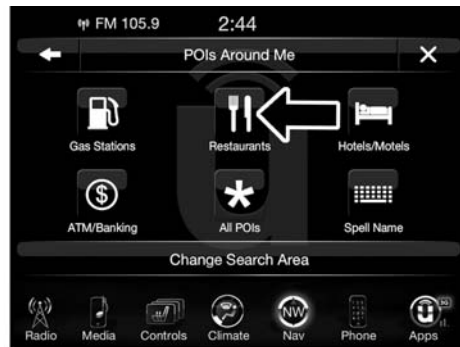 FM 105.9 2:44
POIs Around Me
Gas Stations Restaurants Hotels/Motels
$
ATM/Banking All POIs Spell Name
Change Search Area
NW 3G
Radio Media Controls Climate Nav Phone Apps